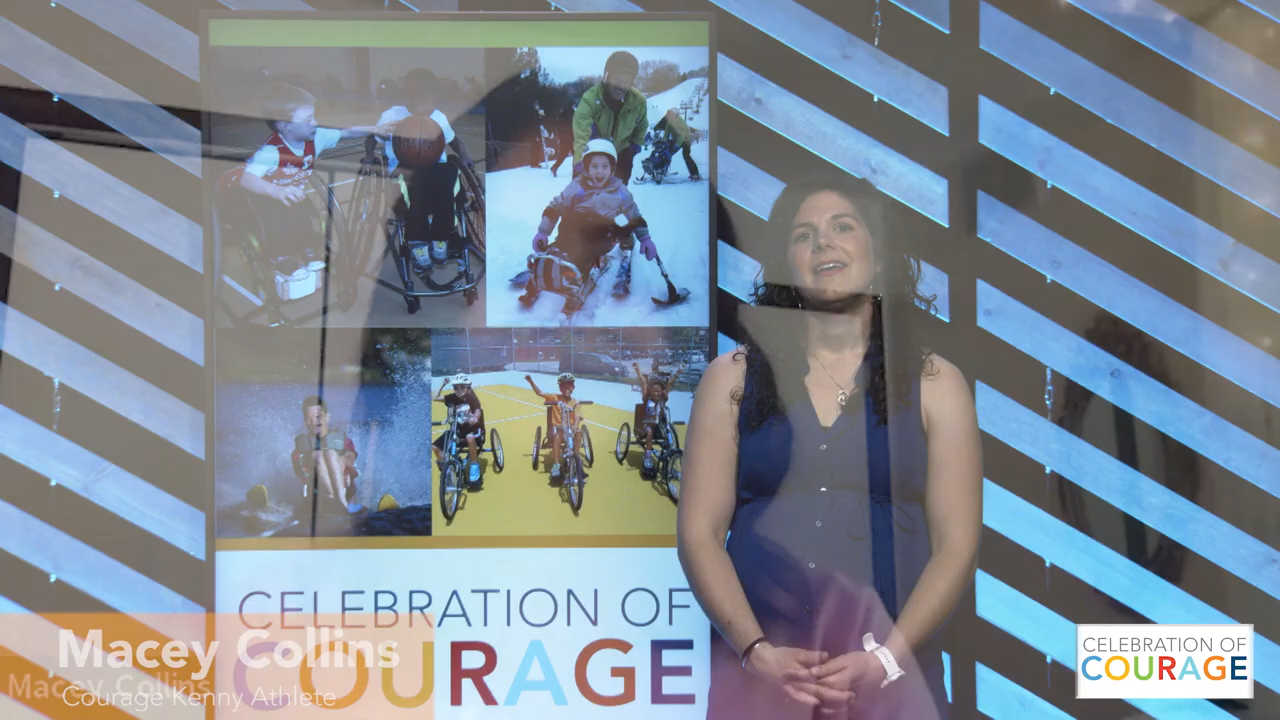 CELEBRATION OF
COURAGE
Macey Collins
Macey Collins
Courage Kenny Athlete
CELEBRATION OF
COURAGE